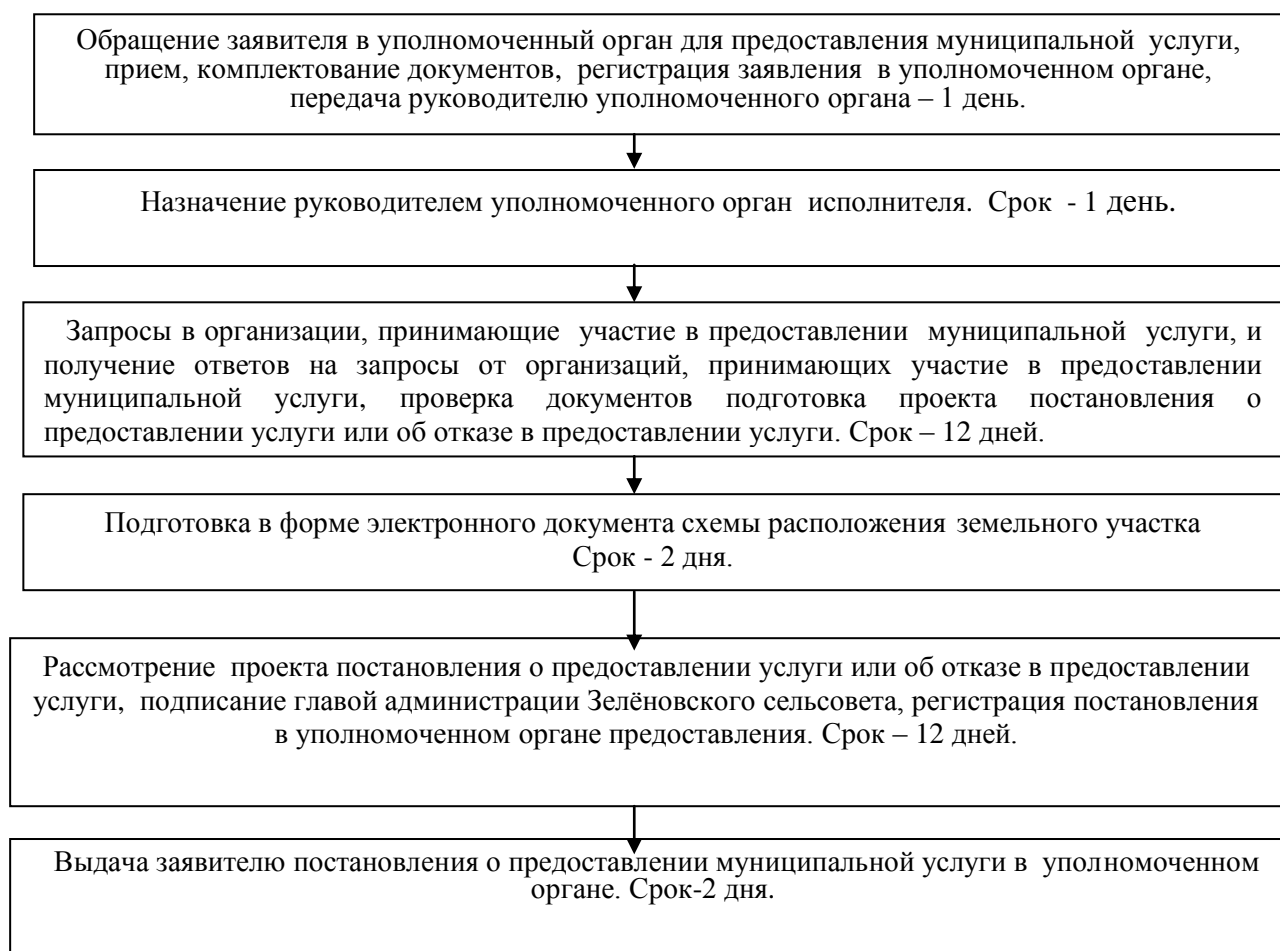 Обращение заявителя в уполномоченный орган для предоставления муниципальной услуги,
прием, комплектование документов, регистрация заявления в уполномоченном органе,
передача руководителю уполномоченного органа – 1 день.
Назначение руководителем уполномоченного орган исполнителя. Срок - 1 день.
Запросы в организации, принимающие участие в предоставлении муниципальной услуги, и
получение ответов на запросы от организаций, принимающих участие в предоставлении
муниципальной услуги, проверка документов подготовка проекта постановления о
предоставлении услуги или об отказе в предоставлении услуги. Срок – 12 дней.
Подготовка в форме электронного документа схемы расположения земельного участка
Срок - 2 дня.
Рассмотрение проекта постановления о предоставлении услуги или об отказе в предоставлении
услуги, подписание главой администрации Зелёновского сельсовета, регистрация постановления
в уполномоченном органе предоставления. Срок – 12 дней.
Выдача заявителю постановления о предоставлении муниципальной услуги в уполномоченном
органе. Срок-2 дня.